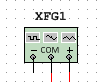 XFG1
− COM +